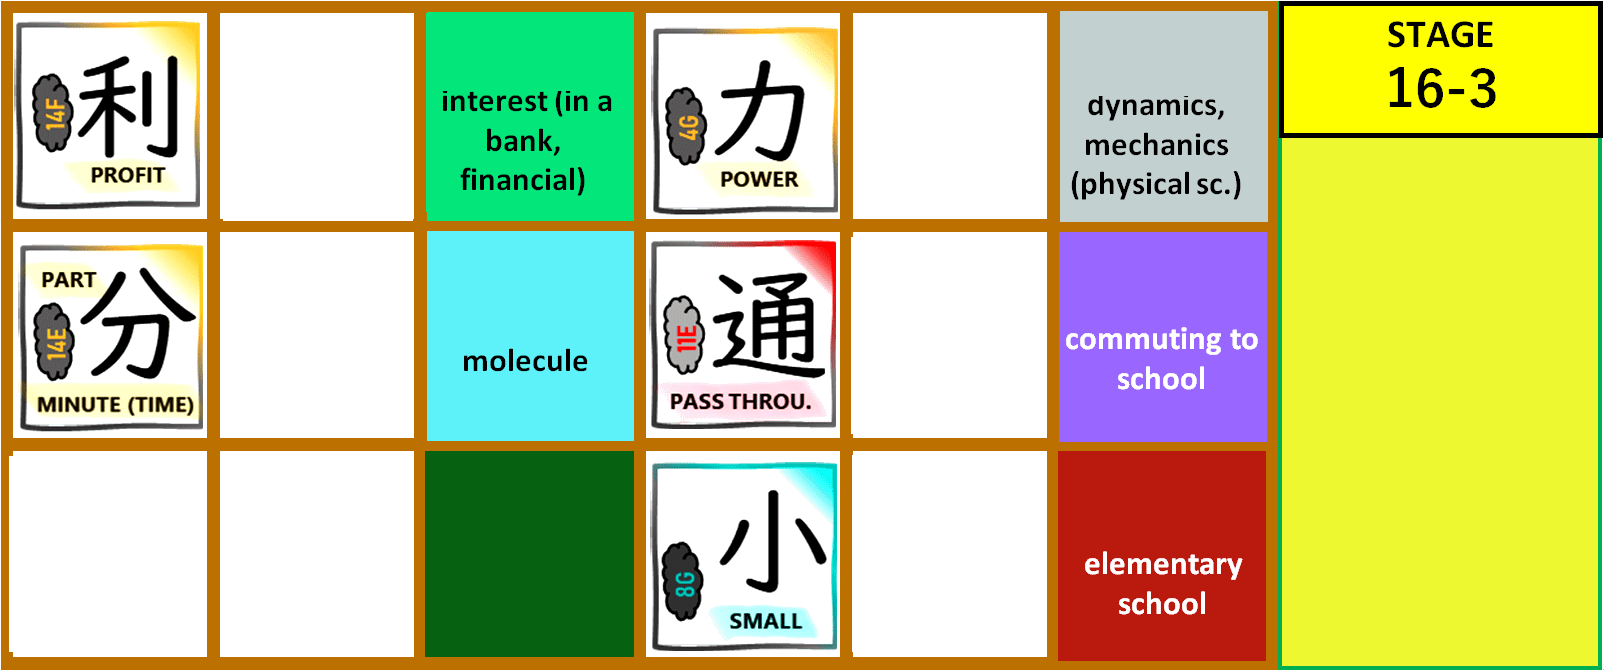 利
14F
PROFIT
interest (in a
bank,
financial)
力
4G
POWER
dynamics,
mechanics
(physical sc.)
STAGE
16-3
PART
分
14E
MINUTE (TIME)
molecule
通
11E
PASS THROU.
commuting to
school
小
8G
SMALL
elementary
school